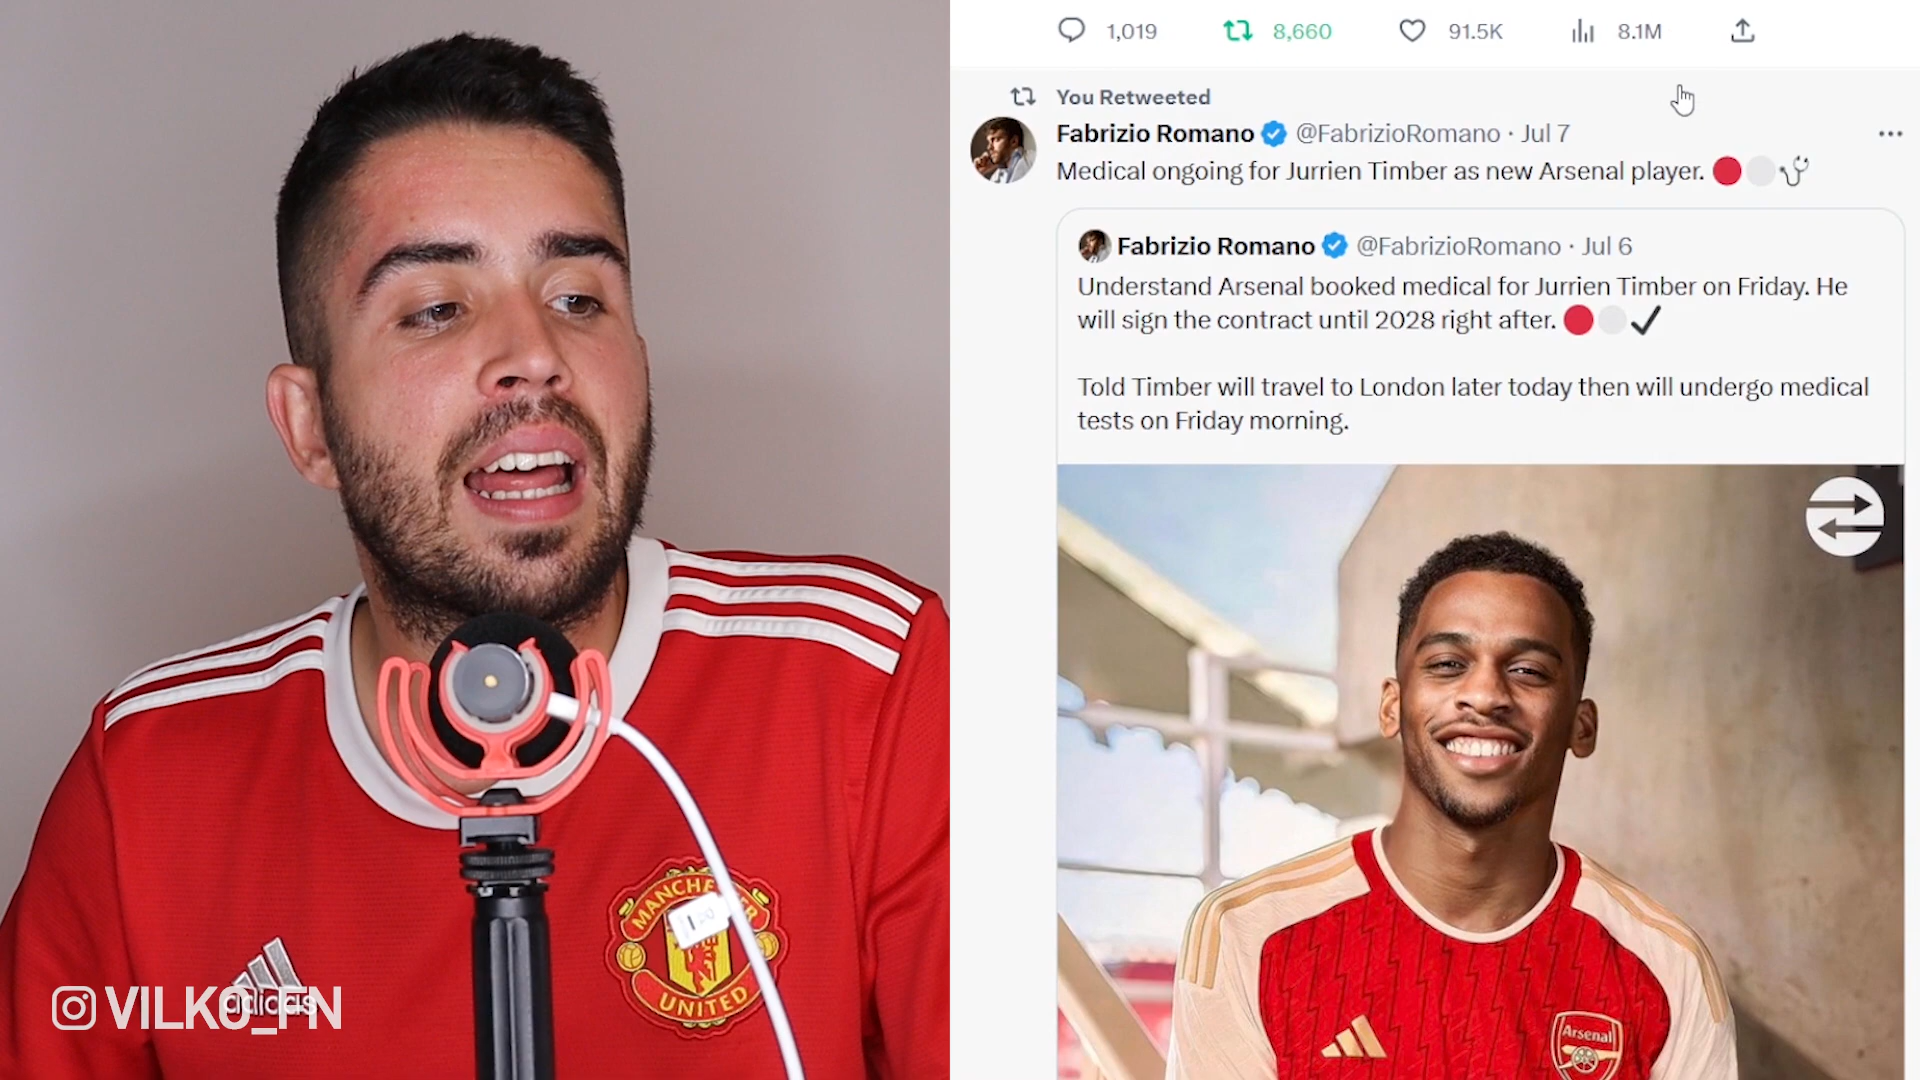 1,019 8,660 91.5K 8.1M
You Retweeted
Fabrizio Romano @FabrizioRomano · Jul 7
Medical ongoing for Jurrien Timber as new Arsenal player.
Fabrizio Romano @FabrizioRomano · Jul 6
Understand Arsenal booked medical for Jurrien Timber on Friday. He
will sign the contract until 2028 right after.
Told Timber will travel to London later today then will undergo medical
tests on Friday morning.
MANCHESTER
UNITED
adidas
VILKO_FN
Arsenal